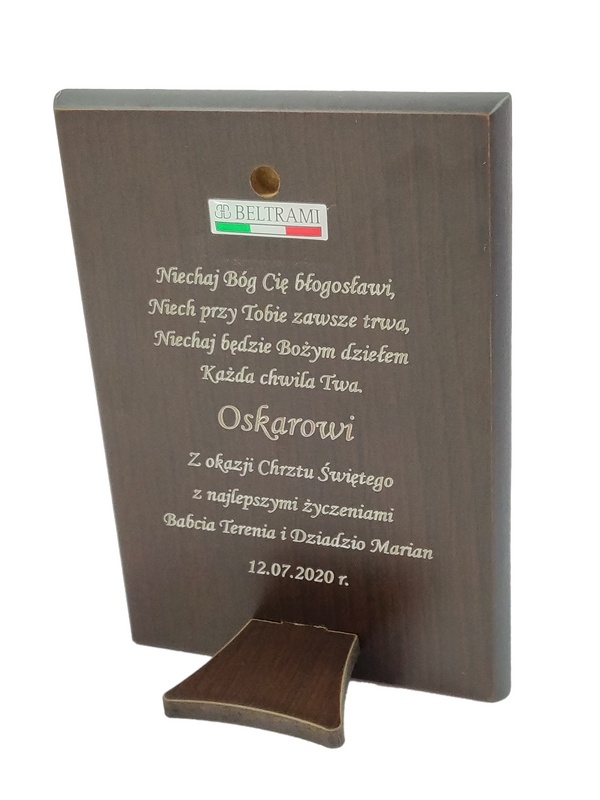 BELTRAMI
Niechaj Bóg Cię błogosławi,
Niech przy Tobie zawsze trwa,
Niechaj będzie Bożym dziełem
Każda chwila Twa.
Oskarowi
Z okazji Chrztu Świętego
z najlepszymi życzeniami
Babcia Terenia i Dziadzio Marian
12.07.2020 r.